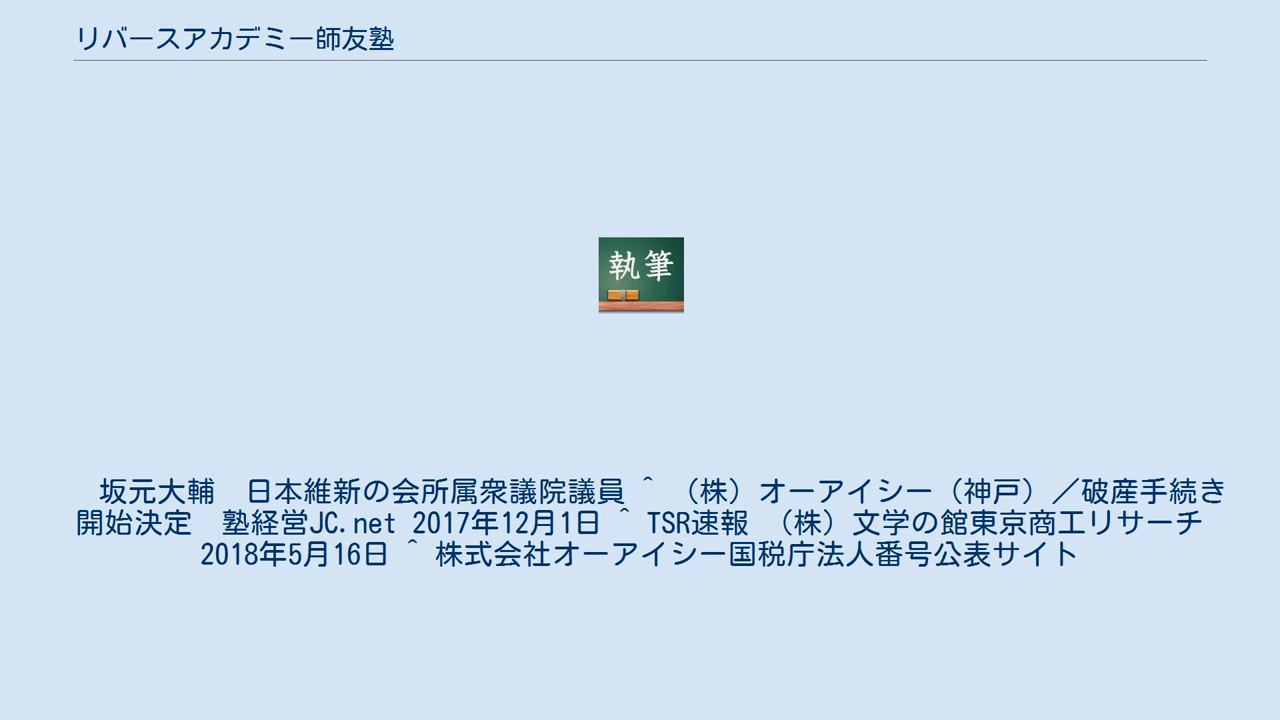 リバースアカデミー師友塾
執筆
坂元大輔　日本維新の会所属衆議院議員 ^ （株）オーアイシー（神戸）／破産手続き
開始決定　塾経営JC.net 2017年12月1日 ^ TSR速報 （株）文学の館東京商工リサーチ
2018年5月16日 ^ 株式会社オーアイシー国税庁法人番号公表サイト